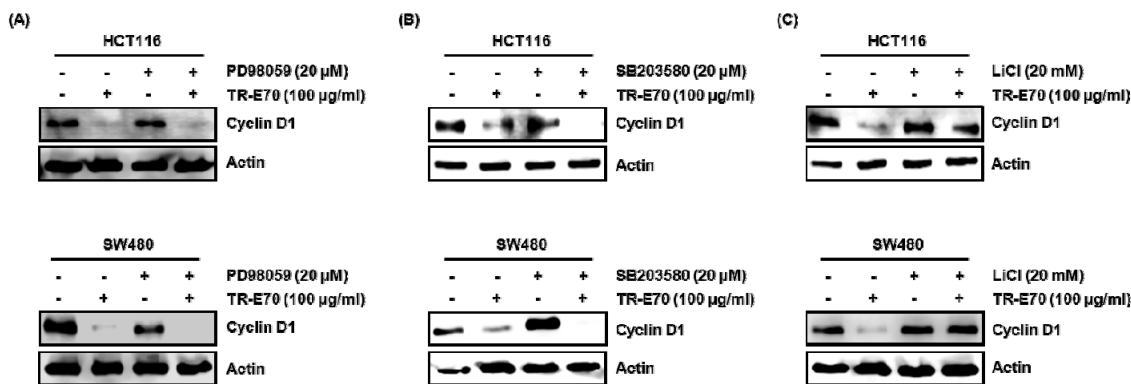 (A)
HCT116
- - + + PD98059 (20 µM)
- + - + TR-E70 (100 µg/ml)
Cyclin D1
Actin
SW480
- - + + PD98059 (20 µM)
- + - + TR-E70 (100 µg/ml)
Cyclin D1
Actin
(B)
HCT116
- - + + SB203580 (20 µM)
- + - + TR-E70 (100 µg/ml)
Cyclin D1
Actin
SW480
- - + + SB203580 (20 µM)
- + - + TR-E70 (100 µg/ml)
Cyclin D1
Actin
(C)
HCT116
- - + + LiCl (20 mM)
- + - + TR-E70 (100 µg/ml)
Cyclin D1
Actin
SW480
- - + + LiCl (20 mM)
- + - + TR-E70 (100 µg/ml)
Cyclin D1
Actin